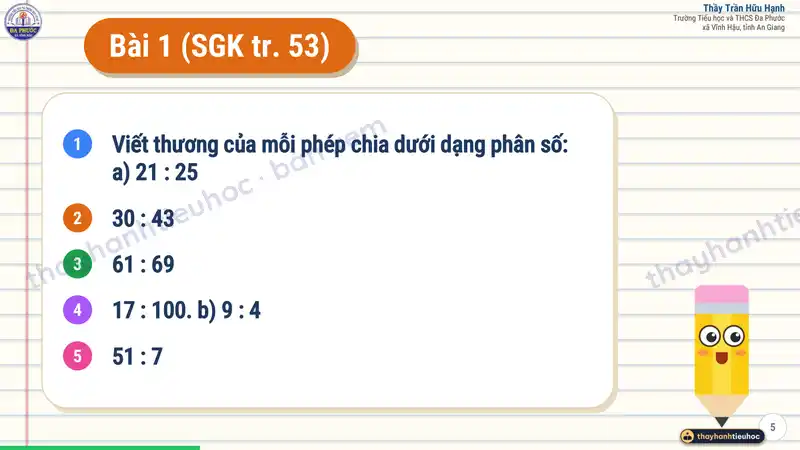 Thầy Trần Hữu Hạnh
Trường Tiểu học và THCS Đa Phước
xã Vĩnh Hậu, tỉnh An Giang
ĐA PHƯỚC
Bài 1 (SGK tr. 53)
1 Viết thương của mỗi phép chia dưới dạng phân số:
a) 21 : 25
2 30 : 43
3 61 : 69
4 17 : 100. b) 9 : 4
5 51 : 7
5
thayhanhtieuhoc